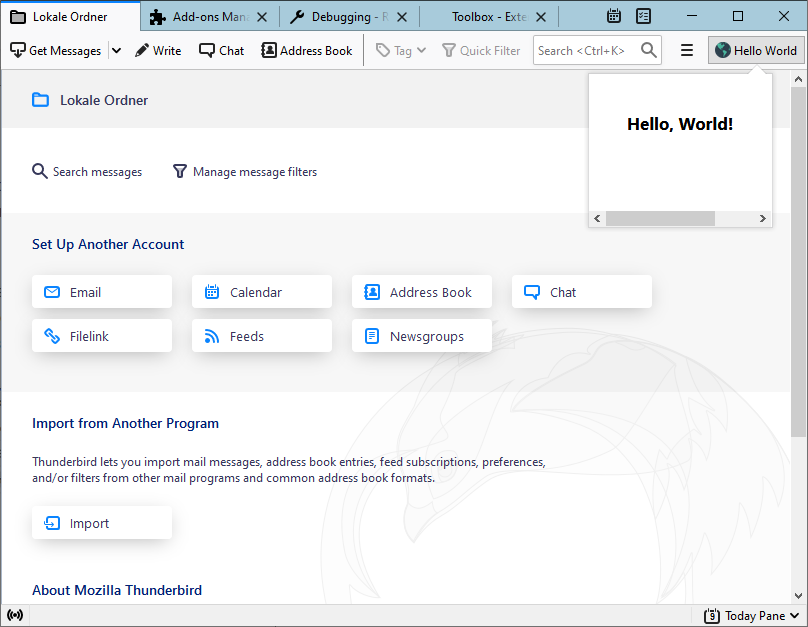 Lokale Ordner
Add-ons Mana
Debugging - R
Toolbox - Exte
Get Messages
Write
Chat
Address Book
Tag
Quick Filter
Search <Ctrl+K>
Hello World
Lokale Ordner
Hello, World!
Search messages
Manage message filters
Set Up Another Account
Email
Calendar
Address Book
Chat
Filelink
Feeds
Newsgroups
Import from Another Program
Thunderbird lets you import mail messages, address book entries, feed subscriptions, preferences,
and/or filters from other mail programs and common address book formats.
Import
About Mozilla Thunderbird
9
Today Pane